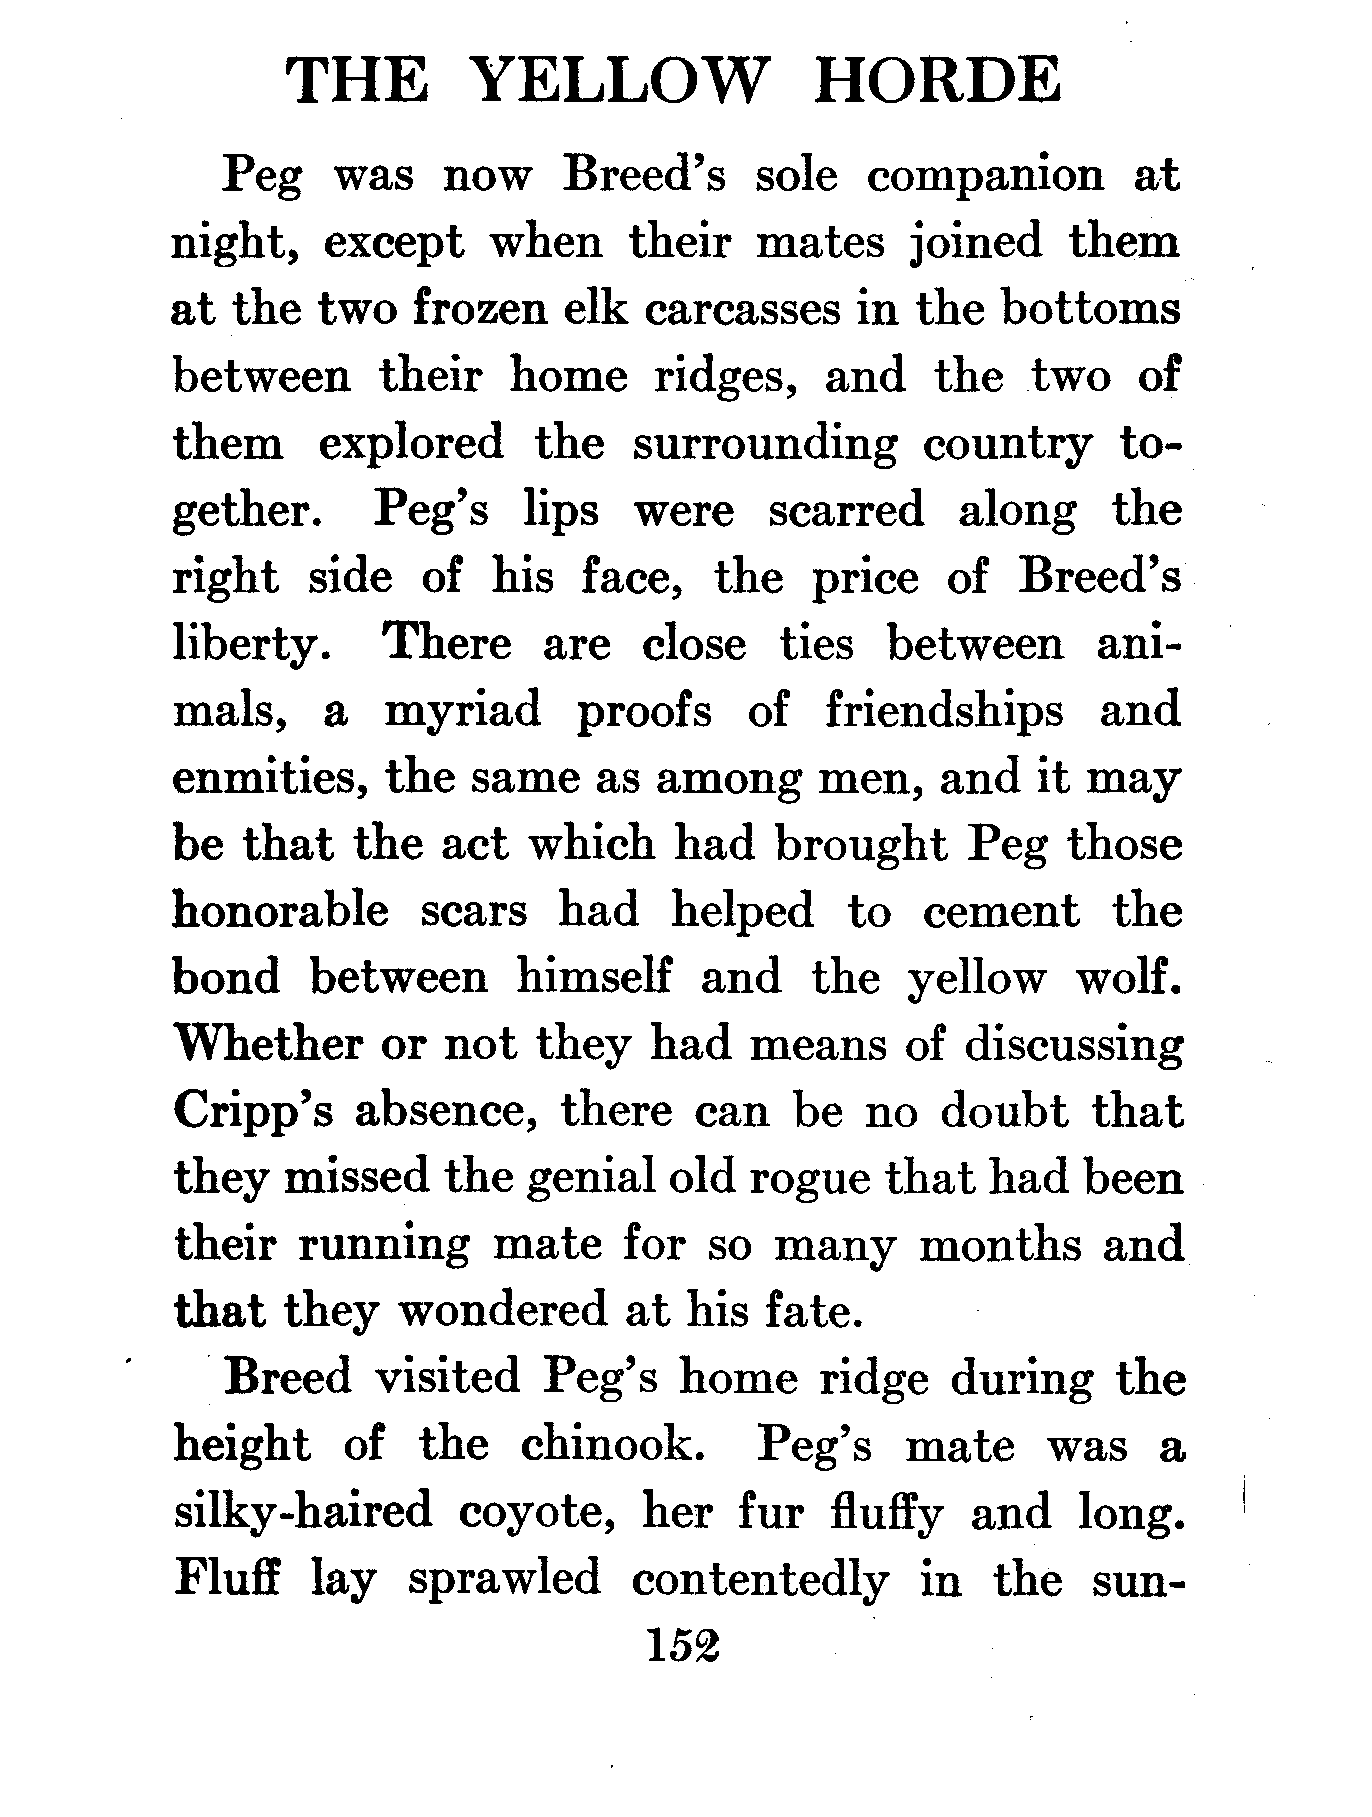 THE YELLOW HORDE
Peg was now Breed's sole companion at
night, except when their mates joined them
at the two frozen elk carcasses in the bottoms
between their home ridges, and the two of
them explored the surrounding country to-
gether. Peg's lips were scarred along the
right side of his face, the price of Breed's
liberty. There are close ties between ani-
mals, a myriad proofs of friendships and
enmities, the same as among men, and it may
be that the act which had brought Peg those
honorable scars had helped to cement the
bond between himself and the yellow wolf.
Whether or not they had means of discussing
Cripp's absence, there can be no doubt that
they missed the genial old rogue that had been
their running mate for so many months and
that they wondered at his fate.
Breed visited Peg's home ridge during the
height of the chinook. Peg's mate was a
silky-haired coyote, her fur fluffy and long.
Fluff lay sprawled contentedly in the sun-
152